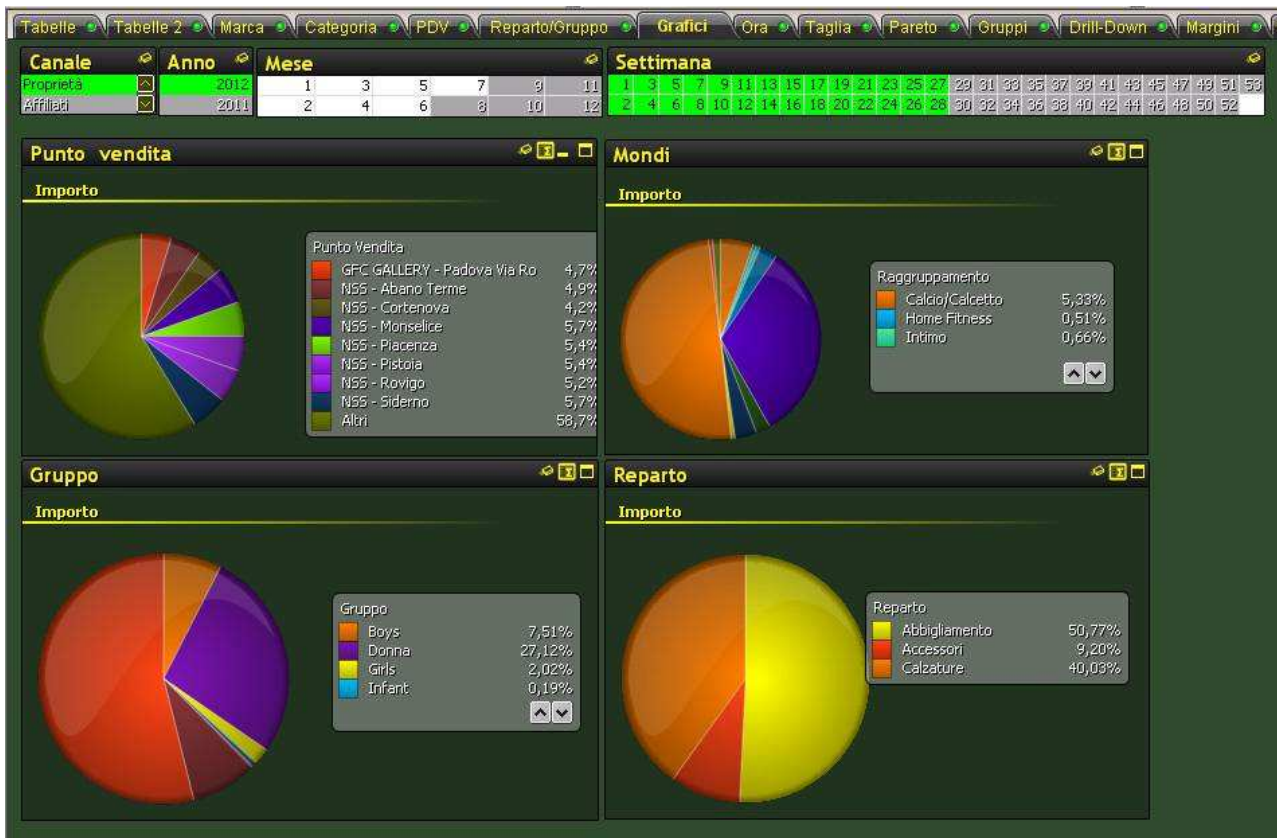 Tabelle Tabelle 2 Marca Categoria PDV Reparto/Gruppo Grafici Ora Taglia Pareto Gruppi Drill-Down Margini
Canale Anno Mese Settimana
Proprietà 2012 1 3 5 7 9 11 1 3 5 7 9 11 13 15 17 19 21 23 25 27 29 31 33 35 37 39 41 43 45 47 49 51 53
Affiliati 2011 2 4 6 8 10 12 2 4 6 8 10 12 14 16 18 20 22 24 26 28 30 32 34 36 38 40 42 44 46 48 50 52
Punto vendita
Importo
Punto Vendita
GFC GALLERY - Padova Via Ro 4,7%
NSS - Abano Terme 4,9%
NSS - Cortenova 4,2%
NSS - Monselice 5,7%
NSS - Piacenza 5,4%
NSS - Pistoia 5,4%
NSS - Rovigo 5,2%
NSS - Siderno 5,7%
Altri 58,7%
Mondi
Importo
Raggruppamento
Calcio/Calcetto 5,33%
Home Fitness 0,51%
Intimo 0,66%
Gruppo
Importo
Gruppo
Boys 7,51%
Donna 27,12%
Girls 2,02%
Infant 0,19%
Reparto
Importo
Reparto
Abbigliamento 50,77%
Accessori 9,20%
Calzature 40,03%